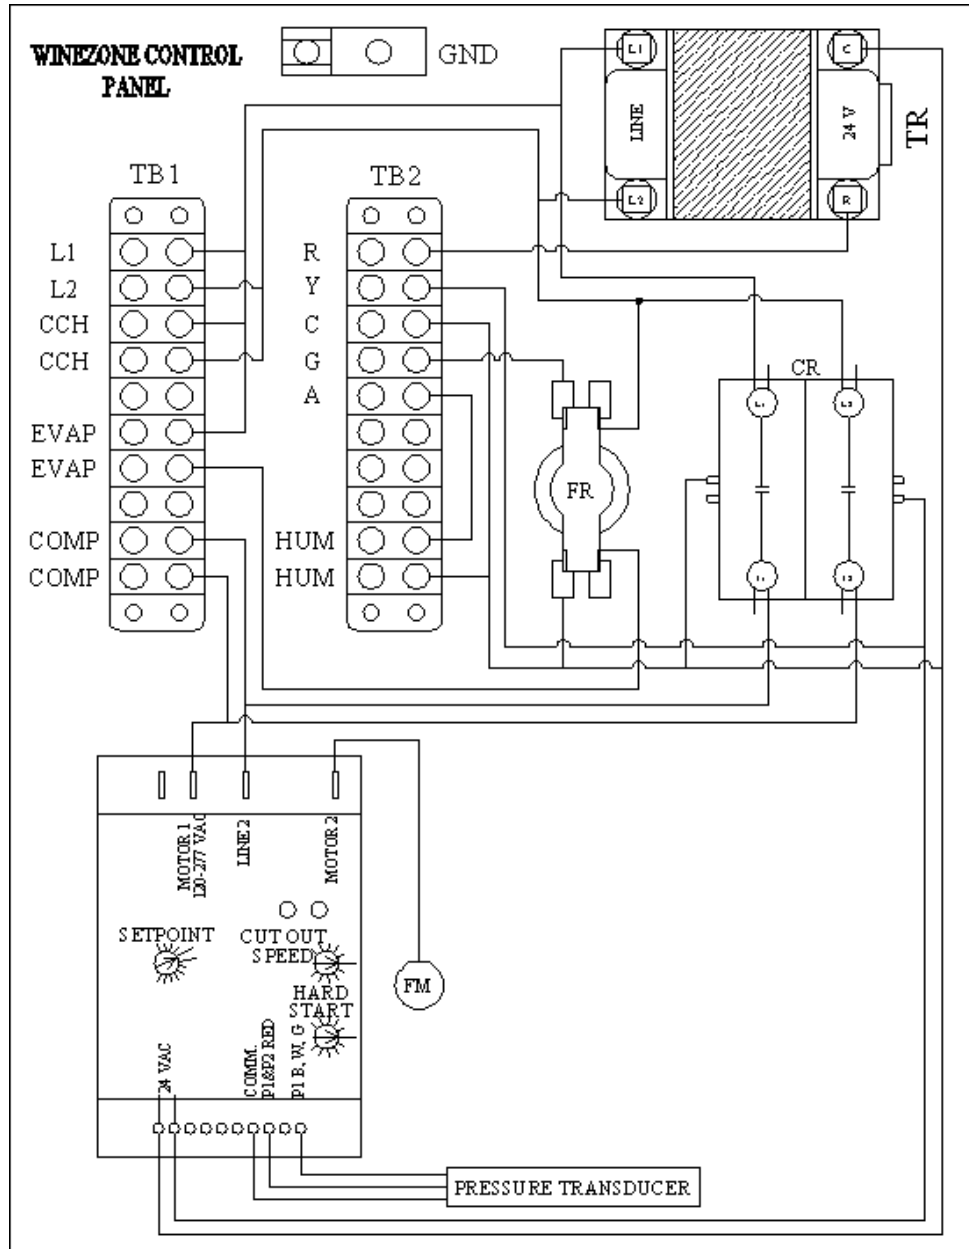 WINEZONE CONTROL
PANEL
GND
L1
C
LINE
24 V
TR
L2
R
TB1
TB2
L1
L2
CCH
CCH
EVAP
EVAP
COMP
COMP
R
Y
C
G
A
HUM
HUM
FR
CR
MOTOR 1
120-277 VAC
LINE 2
MOTOR 2
SETPOINT
CUT OUT
SPEED
HARD
START
FM
24 VAC
COMM.
P1&P2 RED
P1 B, W, G
PRESSURE TRANSDUCER